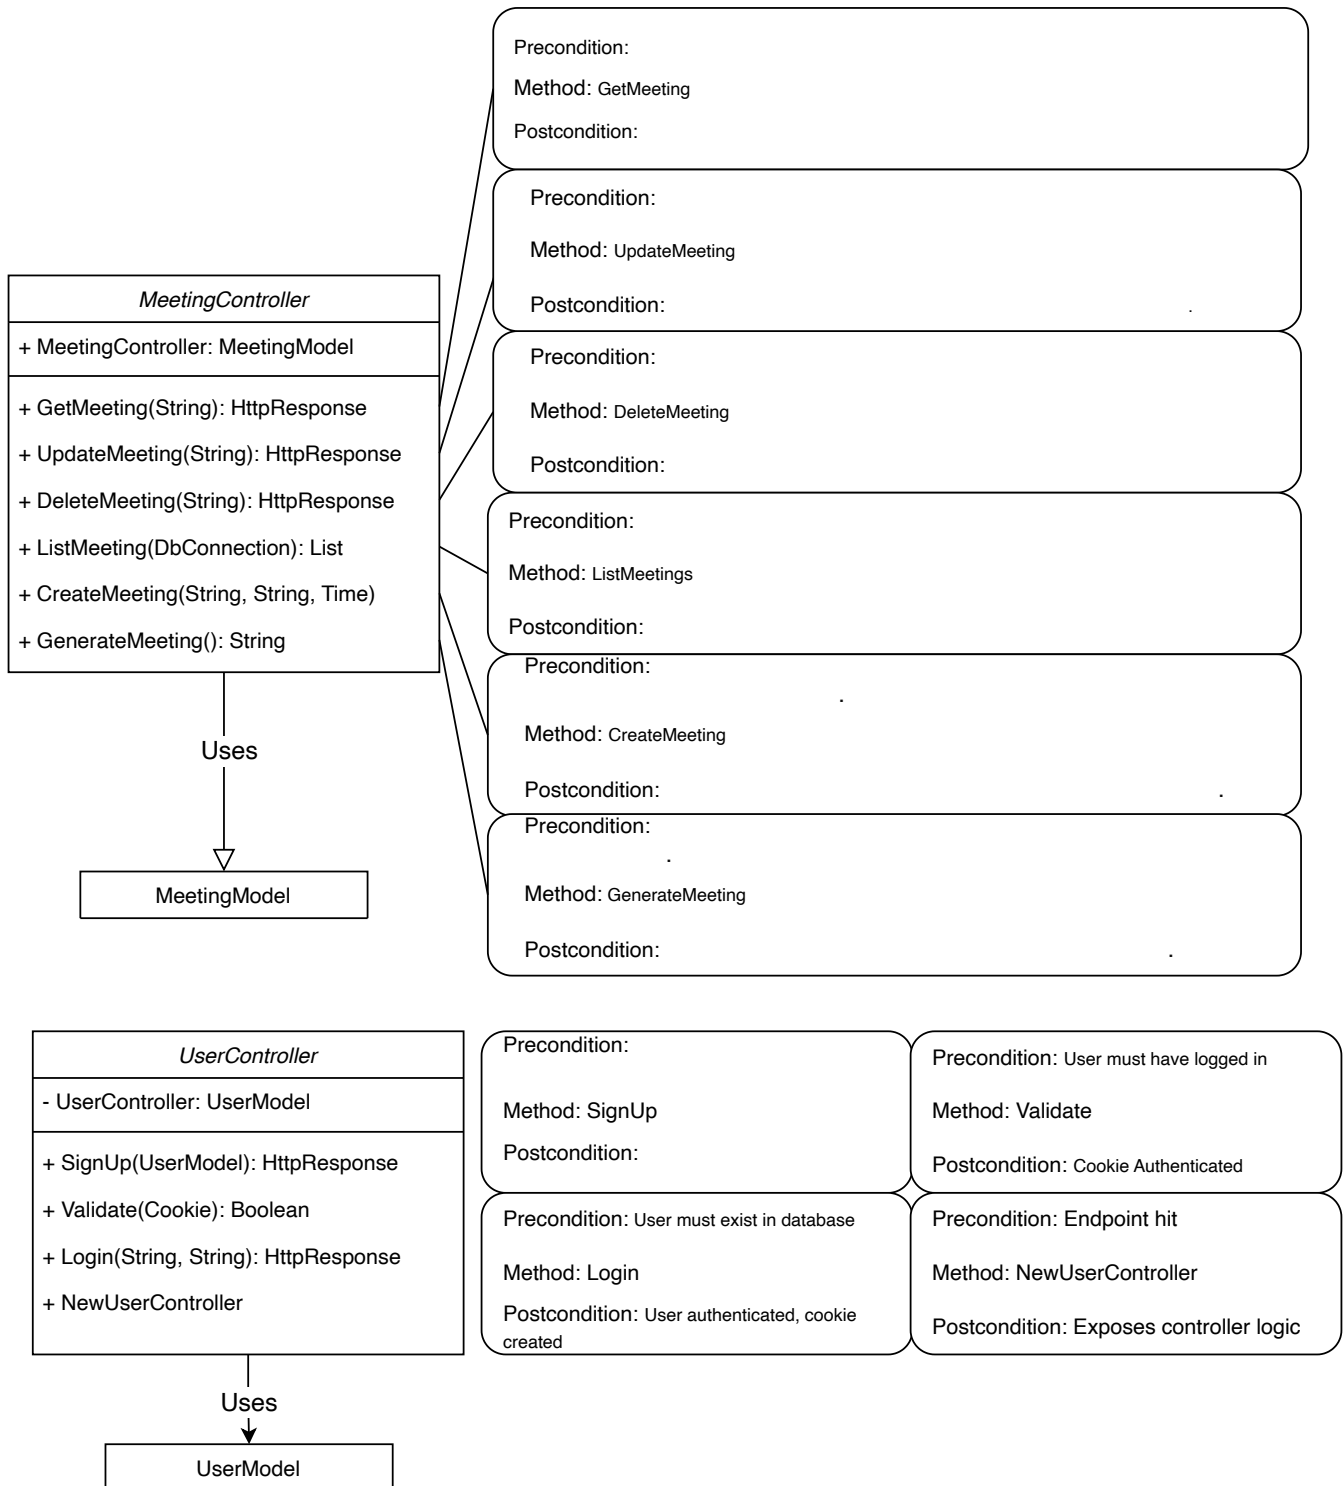 Precondition:
Method: GetMeeting
Postcondition:
Precondition:
Method: UpdateMeeting
Postcondition:
.
Precondition:
Method: DeleteMeeting
Postcondition:
Precondition:
Method: ListMeetings
Postcondition:
Precondition:
.
Method: CreateMeeting
Postcondition:
.
Precondition:
.
Method: GenerateMeeting
Postcondition:
.
MeetingController
+ MeetingController: MeetingModel
+ GetMeeting(String): HttpResponse
+ UpdateMeeting(String): HttpResponse
+ DeleteMeeting(String): HttpResponse
+ ListMeeting(DbConnection): List
+ CreateMeeting(String, String, Time)
+ GenerateMeeting(): String
Uses
MeetingModel
UserController
- UserController: UserModel
+ SignUp(UserModel): HttpResponse
+ Validate(Cookie): Boolean
+ Login(String, String): HttpResponse
+ NewUserController
Uses
UserModel
Precondition:
Method: SignUp
Postcondition:
Precondition: User must have logged in
Method: Validate
Postcondition: Cookie Authenticated
Precondition: User must exist in database
Method: Login
Postcondition: User authenticated, cookie
created
Precondition: Endpoint hit
Method: NewUserController
Postcondition: Exposes controller logic